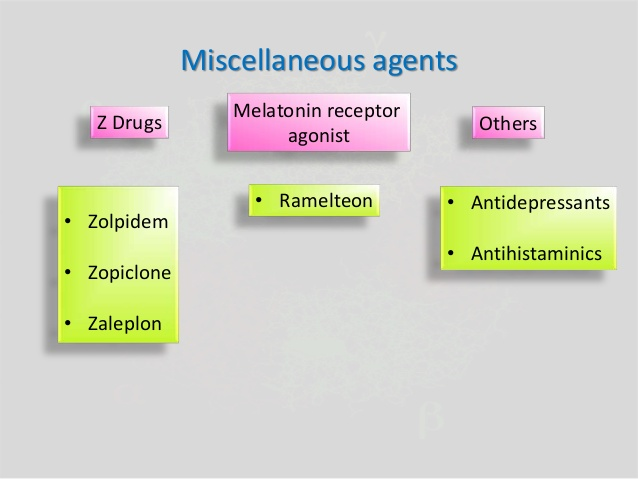 Miscellaneous agents
Z Drugs
Melatonin receptor
agonist
Others
• Zolpidem
• Zopiclone
• Zaleplon
• Ramelteon
• Antidepressants
• Antihistaminics
β